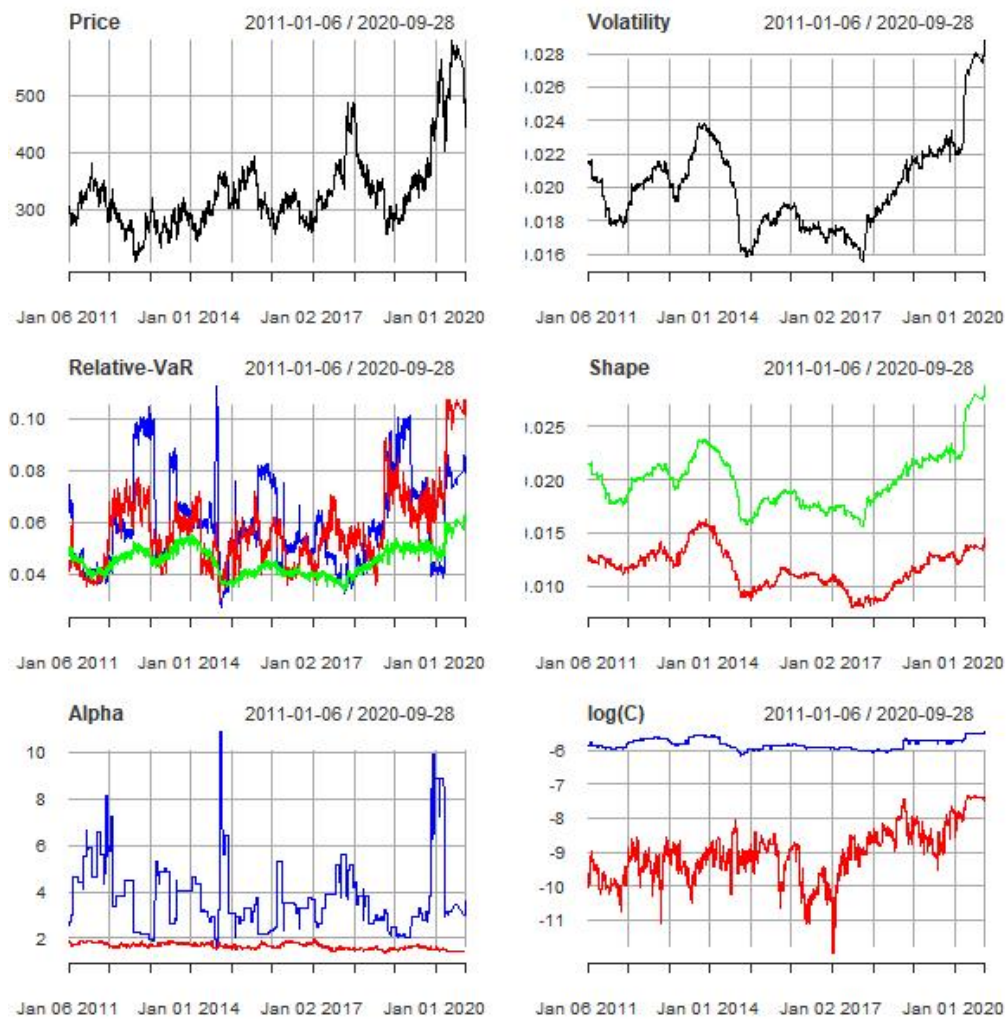 Price 2011-01-06 / 2020-09-28
500
400
300
Jan 06 2011 Jan 01 2014 Jan 02 2017 Jan 01 2020
Volatility 2011-01-06 / 2020-09-28
.028
.026
.024
.022
.020
.018
.016
Jan 06 2011 Jan 01 2014 Jan 02 2017 Jan 01 2020
Relative-VaR 2011-01-06 / 2020-09-28
0.10
0.08
0.06
0.04
Jan 06 2011 Jan 01 2014 Jan 02 2017 Jan 01 2020
Shape 2011-01-06 / 2020-09-28
.025
.020
.015
.010
Jan 06 2011 Jan 01 2014 Jan 02 2017 Jan 01 2020
Alpha 2011-01-06 / 2020-09-28
10
8
6
4
2
Jan 06 2011 Jan 01 2014 Jan 02 2017 Jan 01 2020
log(C) 2011-01-06 / 2020-09-28
-6
-7
-8
-9
-10
-11
Jan 06 2011 Jan 01 2014 Jan 02 2017 Jan 01 2020